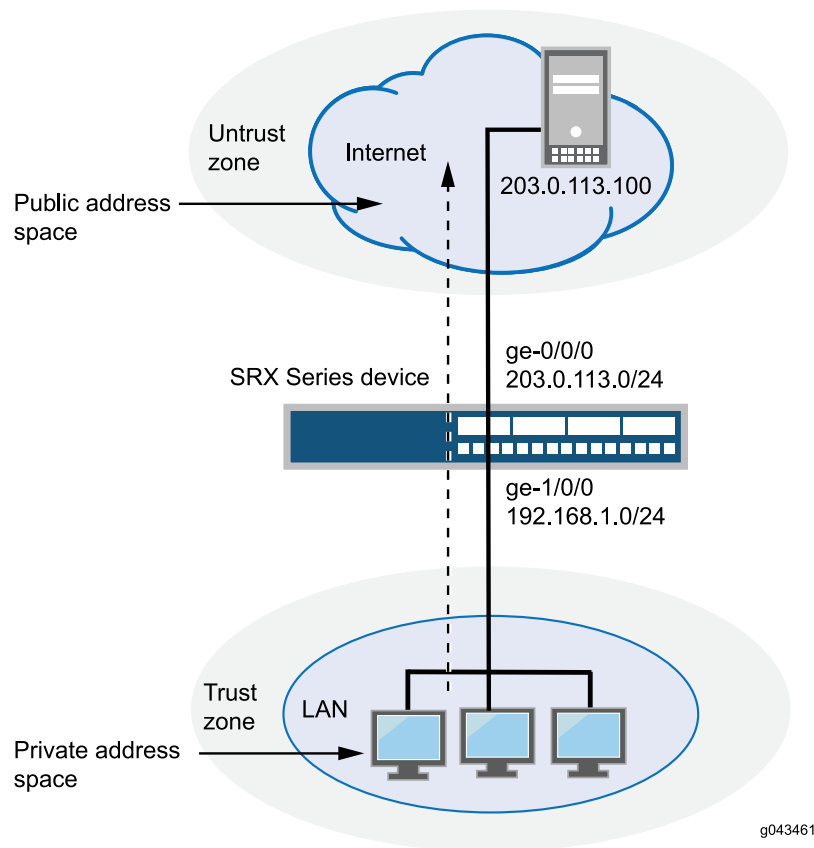 Untrust
zone
Internet
203.0.113.100
Public address
space
ge-0/0/0
203.0.113.0/24
SRX Series device
ge-1/0/0
192.168.1.0/24
Trust
zone
LAN
Private address
space
g043461